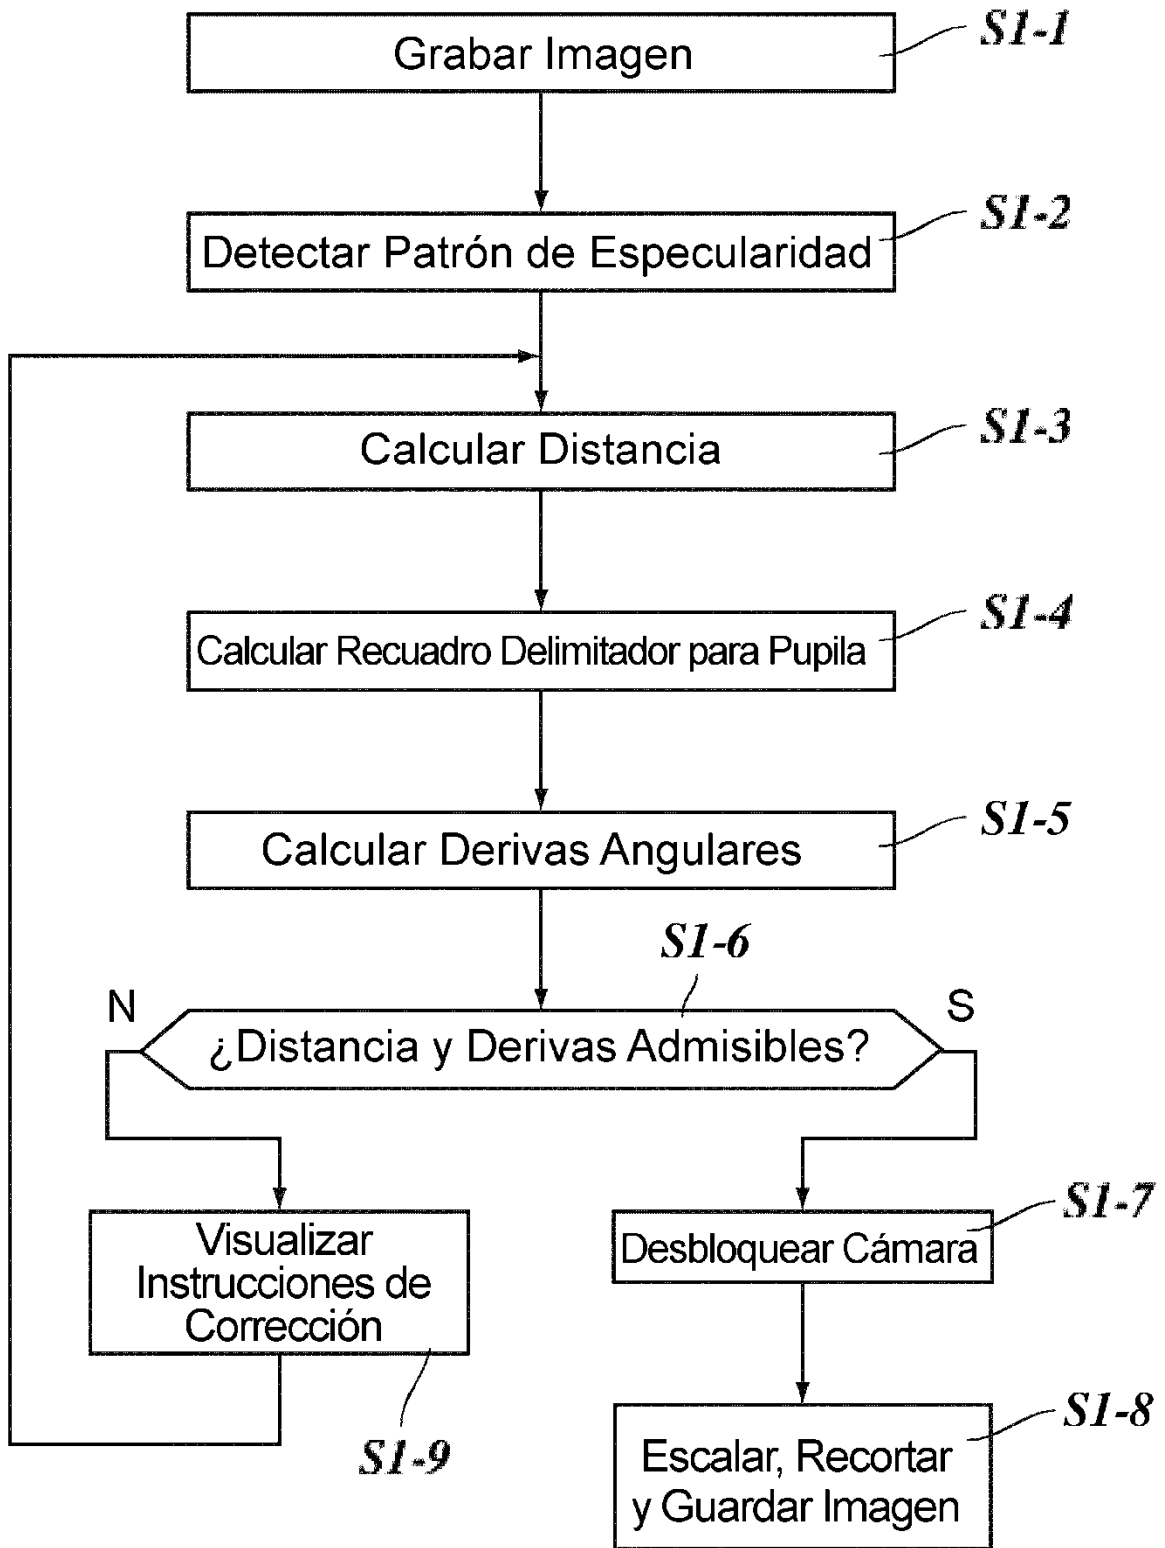 S1-1
Grabar Imagen
S1-2
Detectar Patrón de Especularidad
S1-3
Calcular Distancia
S1-4
Calcular Recuadro Delimitador para Pupila
S1-5
Calcular Derivas Angulares
S1-6
N
S
¿Distancia y Derivas Admisibles?
S1-7
Visualizar
Instrucciones de
Corrección
Desbloquear Cámara
S1-9
S1-8
Escalar, Recortar
y Guardar Imagen